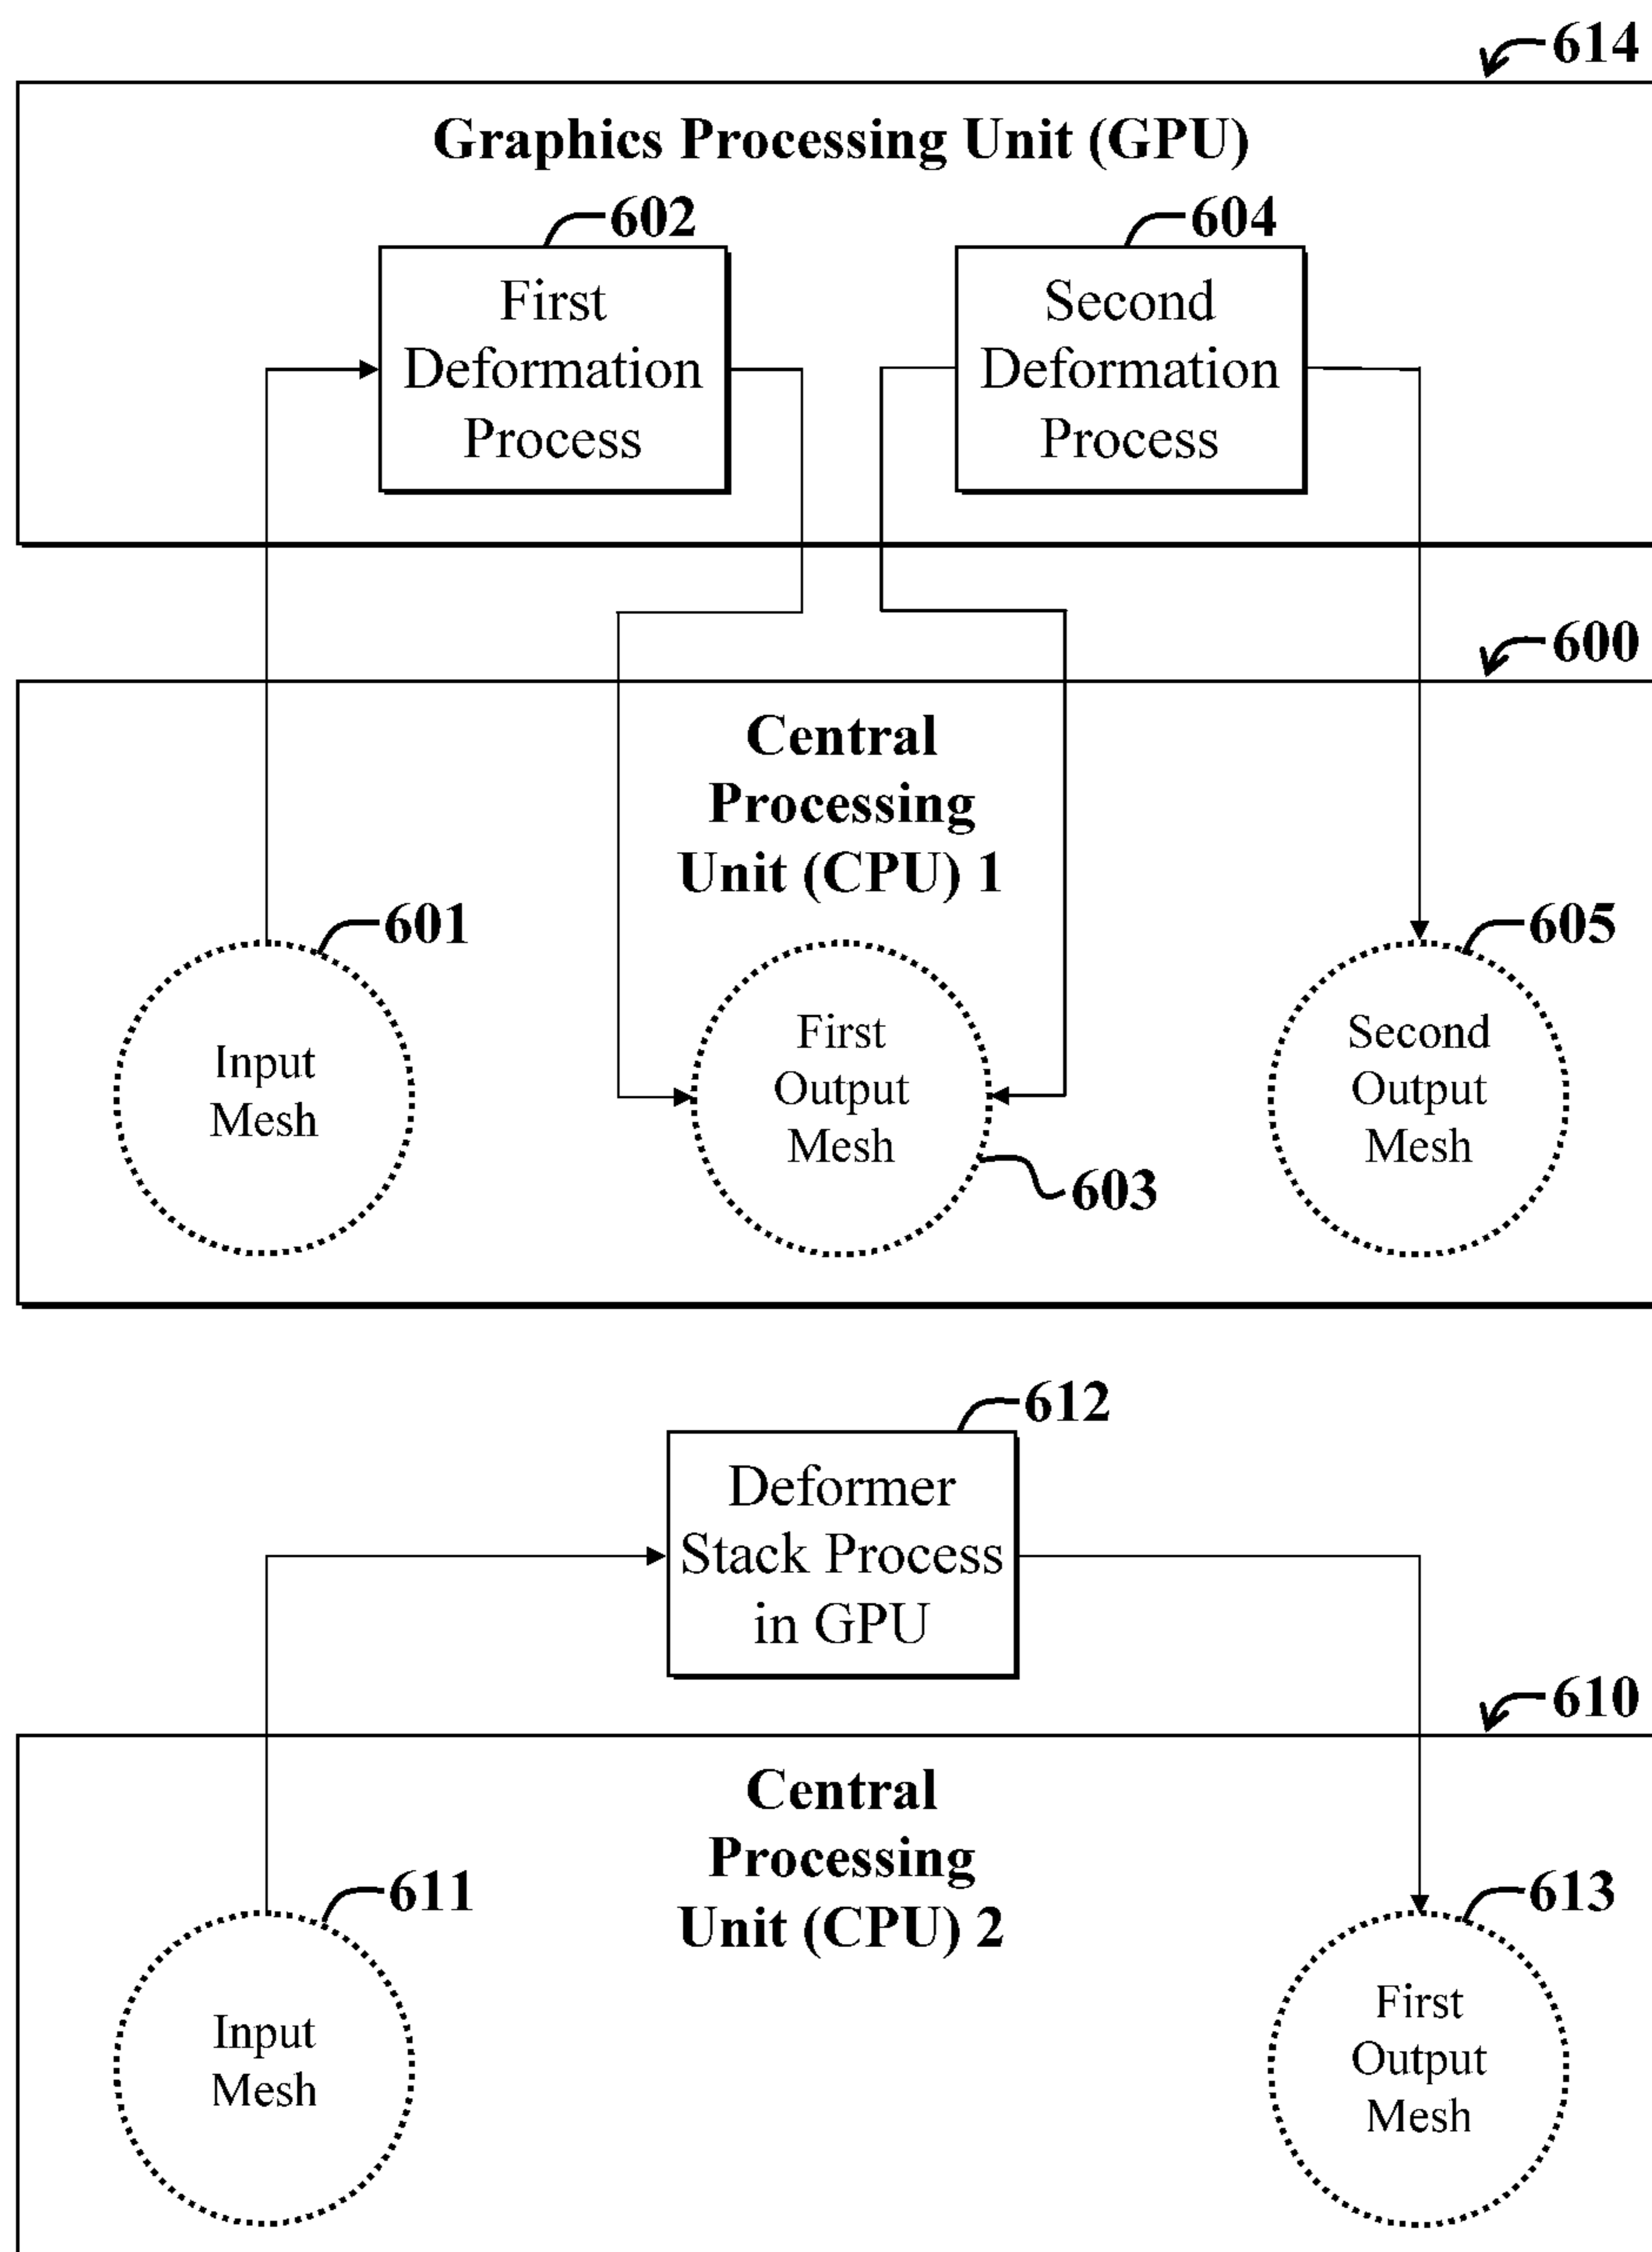 614
Graphics Processing Unit (GPU)
602
604
First
Deformation
Process
Second
Deformation
Process
600
Central
Processing
Unit (CPU) 1
601
605
Input
Mesh
First
Output
Mesh
Second
Output
Mesh
603
612
Deformer
Stack Process
in GPU
610
Central
Processing
Unit (CPU) 2
611
613
Input
Mesh
First
Output
Mesh